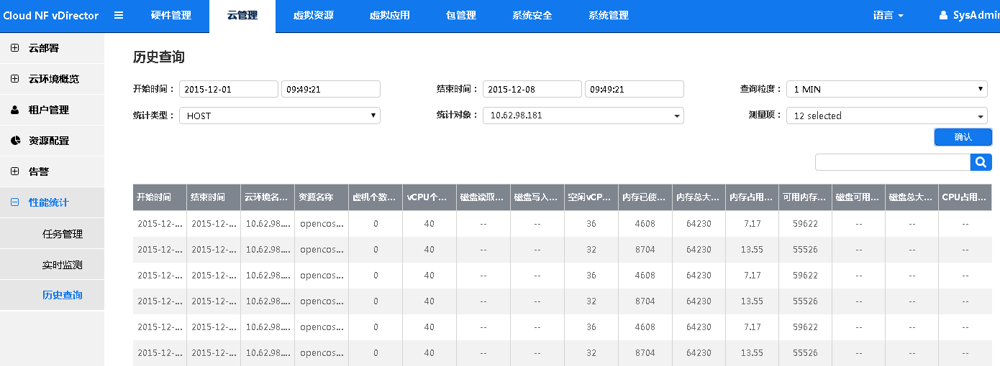 Cloud NF vDirector 硬件管理 云管理 虚拟资源 虚拟应用 包管理 系统安全 系统管理 语言 SysAdmin
云部署
云环境概览
租户管理
资源配置
告警
性能统计
任务管理
实时监测
历史查询
历史查询
开始时间： 2015-12-01 09:49:21 结束时间： 2015-12-08 09:49:21 查询粒度： 1 MIN
统计类型： HOST 统计对象： 10.62.98.181 测量项： 12 selected
确认
开始时间 结束时间 云环境名... 资源名称 虚机个数... vCPU个... 磁盘读取... 磁盘写入... 空闲vCP... 内存已使... 内存总大... 内存占用... 可用内存... 磁盘可用... 磁盘总大... CPU占用...
2015-12-... 2015-12-... 10.62.98.... opencos... 0 40 -- -- 36 4608 64230 7.17 59622 -- -- --
2015-12-... 2015-12-... 10.62.98.... opencos... 0 40 -- -- 32 8704 64230 13.55 55526 -- -- --
2015-12-... 2015-12-... 10.62.98.... opencos... 0 40 -- -- 36 4608 64230 7.17 59622 -- -- --
2015-12-... 2015-12-... 10.62.98.... opencos... 0 40 -- -- 32 8704 64230 13.55 55526 -- -- --
2015-12-... 2015-12-... 10.62.98.... opencos... 0 40 -- -- 36 4608 64230 7.17 59622 -- -- --
2015-12-... 2015-12-... 10.62.98.... opencos... 0 40 -- -- 32 8704 64230 13.55 55526 -- -- --